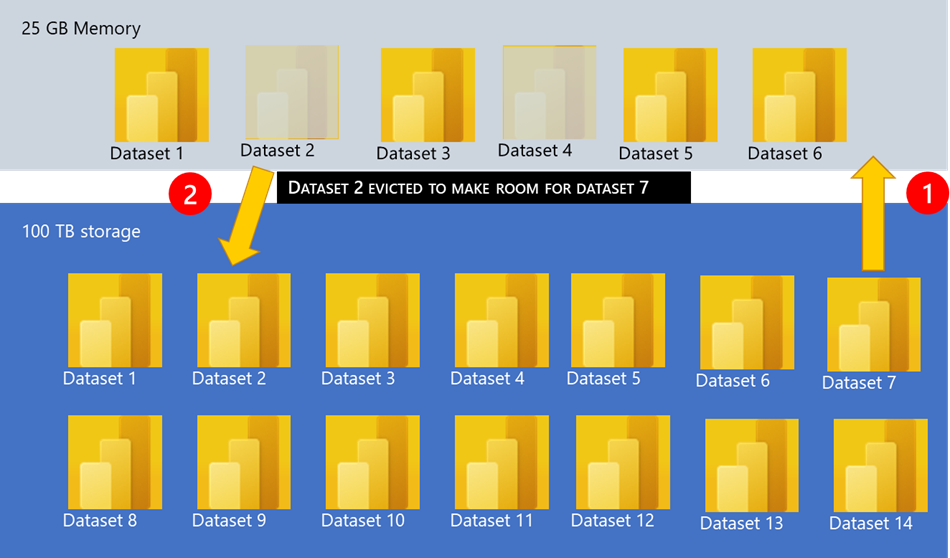 25 GB Memory
Dataset 1
Dataset 2
Dataset 3
Dataset 4
Dataset 5
Dataset 6
2
DATASET 2 EVICTED TO MAKE ROOM FOR DATASET 7
1
100 TB storage
Dataset 1
Dataset 2
Dataset 3
Dataset 4
Dataset 5
Dataset 6
Dataset 7
Dataset 8
Dataset 9
Dataset 10
Dataset 11
Dataset 12
Dataset 13
Dataset 14